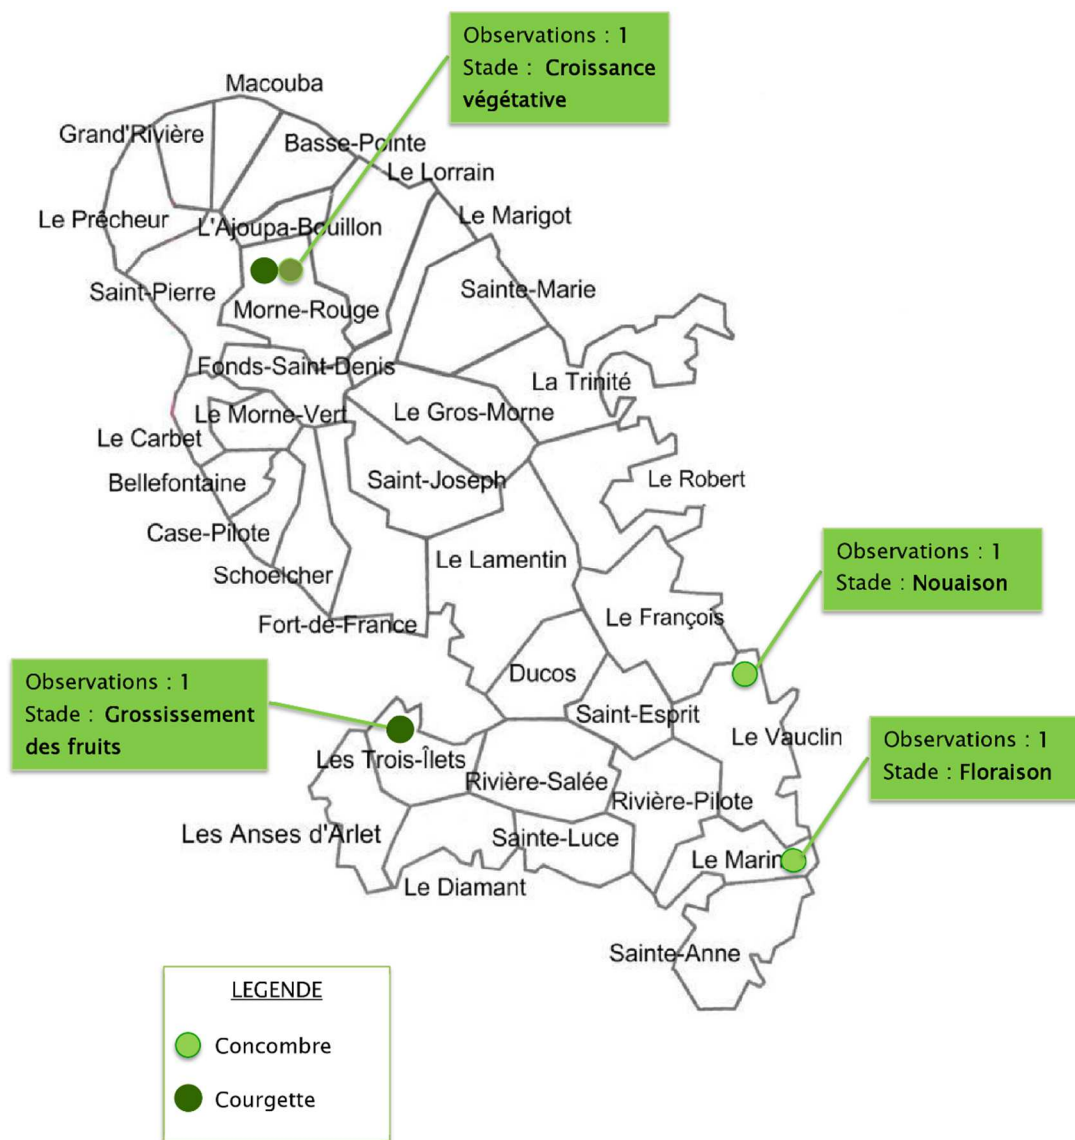 Observations : 1
Stade : Croissance
végétative
Macouba
Grand'Rivière
Basse-Pointe
Le Lorrain
Le Prêcheur
L'Ajoupa-Bouillon
Le Marigot
Saint-Pierre
Sainte-Marie
Morne-Rouge
Fonds-Saint-Denis
La Trinité
Le Morne-Vert
Le Gros-Morne
Le Carbet
Bellefontaine
Saint-Joseph
Le Robert
Case-Pilote
Schoelcher
Le Lamentin
Observations : 1
Stade : Nouaison
Fort-de-France
Le François
Ducos
Observations : 1
Stade : Grossissement
des fruits
Saint-Esprit
Le Vauclin
Les Trois-Îlets
Rivière-Salée
Rivière-Pilote
Observations : 1
Stade : Floraison
Les Anses d'Arlet
Sainte-Luce
Le Marin
Le Diamant
Sainte-Anne
LEGENDE
Concombre
Courgette